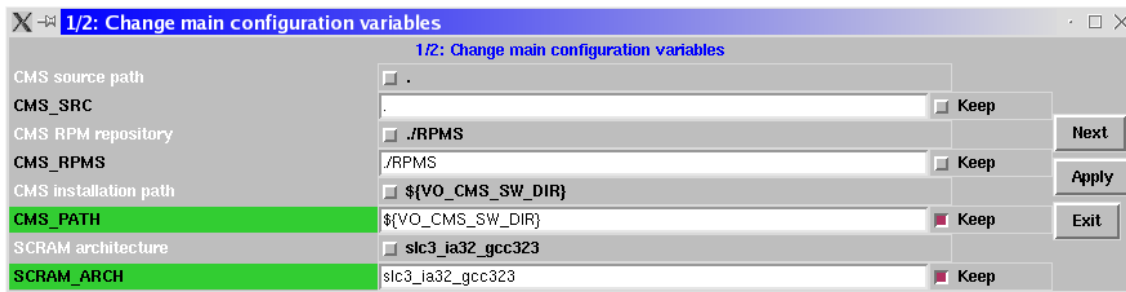 1/2: Change main configuration variables
1/2: Change main configuration variables
CMS source path .
CMS_SRC . Keep
CMS RPM repository ./RPMS
Next
CMS_RPMS ./RPMS Keep
Apply
CMS installation path ${VO_CMS_SW_DIR}
CMS_PATH ${VO_CMS_SW_DIR} Keep
Exit
SCRAM architecture slc3_ia32_gcc323
SCRAM_ARCH slc3_ia32_gcc323 Keep